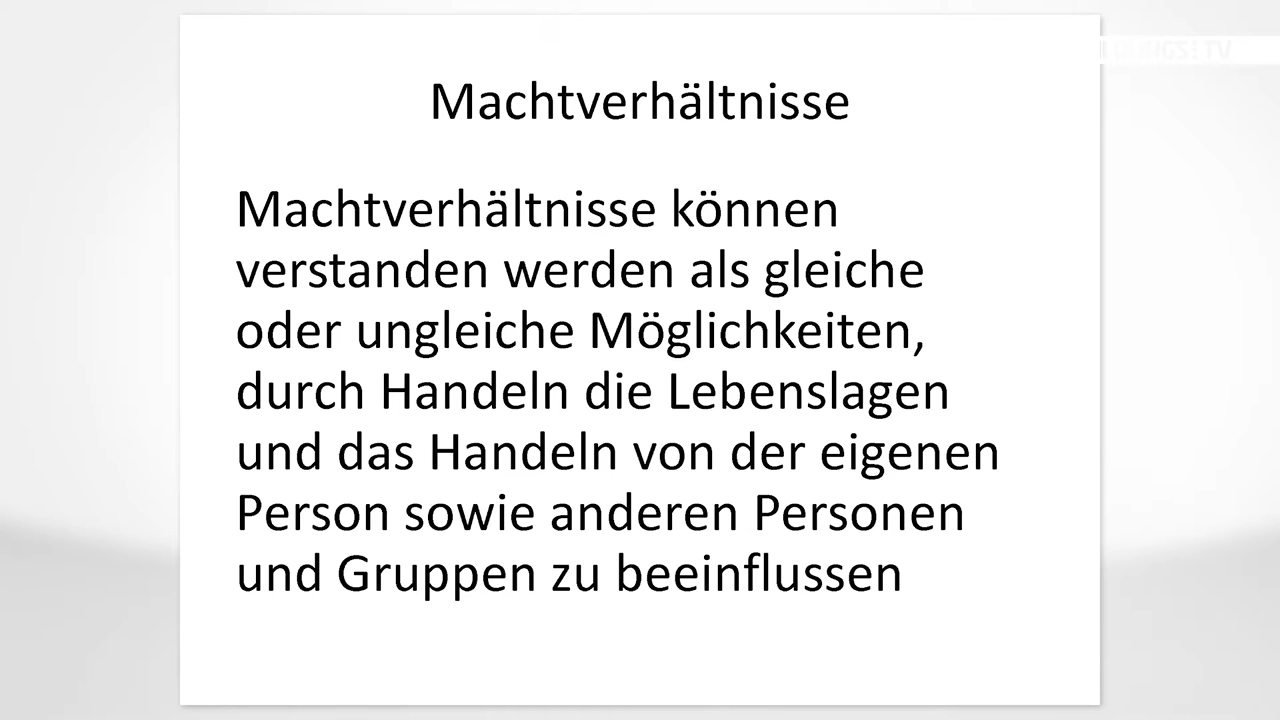 Machtverhältnisse
Machtverhältnisse können
verstanden werden als gleiche
oder ungleiche Möglichkeiten,
durch Handeln die Lebenslagen
und das Handeln von der eigenen
Person sowie anderen Personen
und Gruppen zu beeinflussen